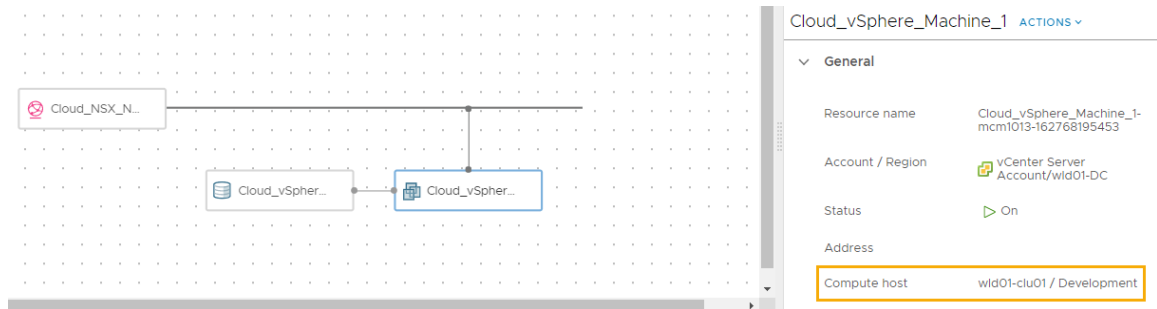 Cloud_vSphere_Machine_1 ACTIONS
General
Cloud_NSX_N...
Resource name Cloud_vSphere_Machine_1-
mcm1013-162768195453
Account / Region vCenter Server
Account/wld01-DC
Cloud_vSpher... Cloud_vSpher...
Status On
Address
Compute host wld01-clu01 / Development